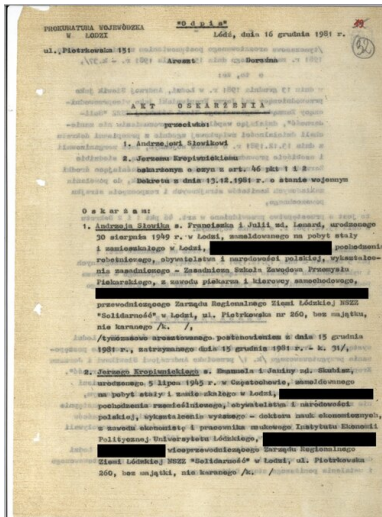 "O d p i s"
PROKURATURA WOJEWÓDZKA
W ŁODZI
Łódź, dnia 16 grudnia 1981 r.
ul. Piotrkowska 151
Areszt Doraźna
A K T OSKARŻENIA
przeciwko:
1. Andrzejowi Słowikowi
2. Jerzemu Kropiwnickiemu
oskarżonym o czyn z art. 46 pkt 1 i 2
Dekretu z dnia 13.12.1981 o stanie wojennym
O s k a r ż a m:
1. Andrzeja Słowika s. Franciszka i Julii zd. Lenard, urodzonego
30 sierpnia 1949 r. w Łodzi, zameldowanego na pobyt stały
i zamieszkałego w Łodzi, pochodzenia
robotniczego, obywatelstwa i narodowości polskiej, wykształce-
nia zasadniczego - Zasadnicza Szkoła Zawodowa Przemysłu
Piekarskiego, z zawodu piekarza i kierowcy samochodowego,
przewodniczącego Zarządu Regionalnego Ziemi Łódzkiej NSZZ
"Solidarność" w Łodzi, ul. Piotrkowska nr 260, bez majątku,
nie karanego /k. /,
/tymczasowo aresztowanego postanowieniem z dnia 15 grudnia
1981 r., zatrzymanego dnia 13 grudnia 1981 r. - k. 31/,
2. Jerzego Kropiwnickiego s. Emanuela i Janiny zd. Skubisz,
urodzonego 5 lipca 1945 r. w Częstochowie, zameldowanego
na pobyt stały i zamieszkałego w Łodzi,
pochodzenia rzemieślniczego, obywatelstwa i narodowości
polskiej, wykształcenia wyższego - doktora nauk ekonomicznych,
z zawodu ekonomistę i pracownika naukowego Instytutu Ekonomii
Politycznej Uniwersytetu Łódzkiego,
wiceprzewodniczącego Zarządu Regionalnego
Ziemi Łódzkiej NSZZ "Solidarność" w Łodzi, ul. Piotrkowska
260, bez majątku, nie karanego /k. /